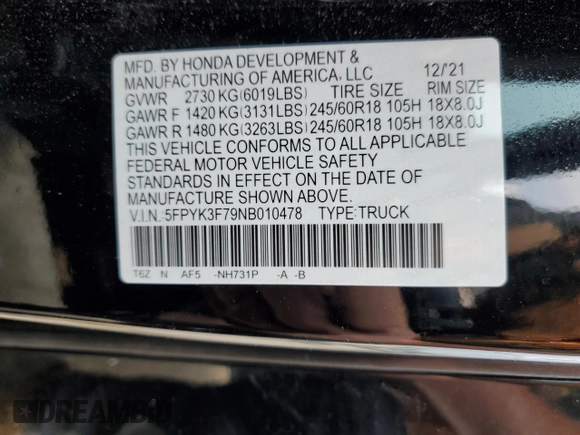 MFD. BY HONDA DEVELOPMENT &
MANUFACTURING OF AMERICA, LLC 12/21
GVWR 2730 KG(6019LBS) TIRE SIZE RIM SIZE
GAWR F 1420 KG(3131LBS) 245/60R18 105H 18X8.0J
GAWR R 1480 KG(3263LBS) 245/60R18 105H 18X8.0J
THIS VEHICLE CONFORMS TO ALL APPLICABLE
FEDERAL MOTOR VEHICLE SAFETY
STANDARDS IN EFFECT ON THE DATE OF
MANUFACTURE SHOWN ABOVE.
V.I.N.:5FPYK3F79NB010478 TYPE:TRUCK
T6Z N AF5 -NH731P -A -B
DREAMBID